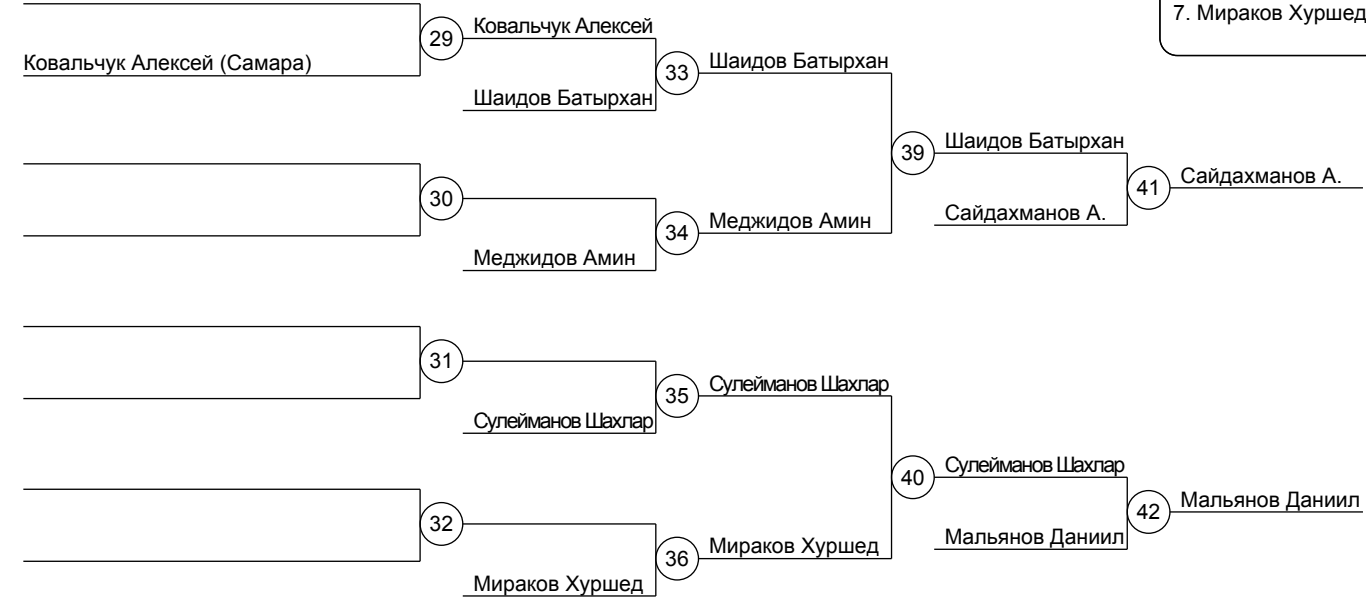 7. Мираков Хуршед
Ковальчук Алексей (Самара)
29
Ковальчук Алексей
Шаидов Батырхан
33
Шаидов Батырхан
30
Меджидов Амин
34
Меджидов Амин
39
Шаидов Батырхан
Сайдахманов А.
41
Сайдахманов А.
31
Сулейманов Шахлар
35
Сулейманов Шахлар
32
Мираков Хуршед
36
Мираков Хуршед
40
Сулейманов Шахлар
Мальянов Даниил
42
Мальянов Даниил